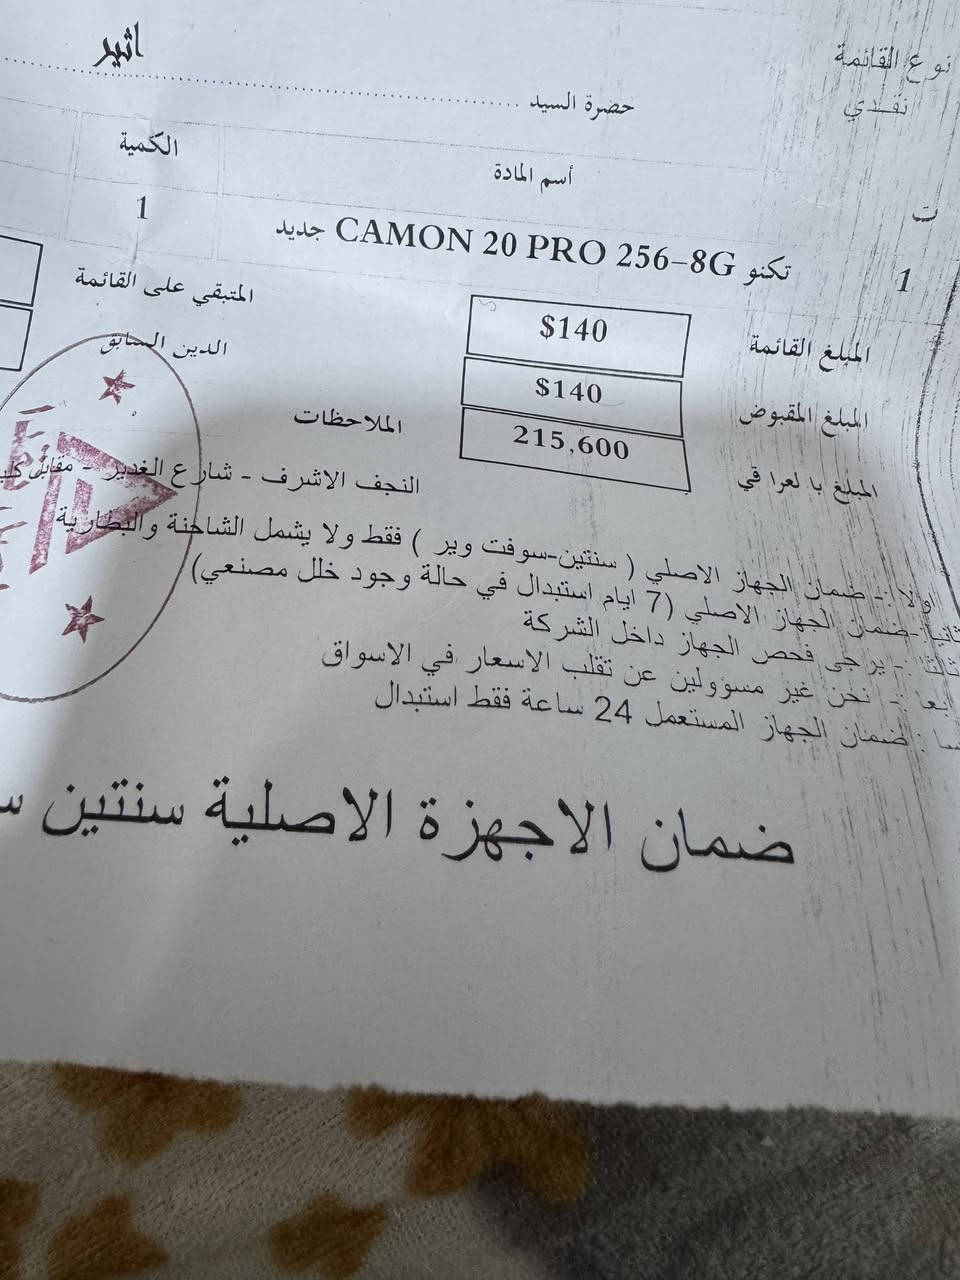 نوع القائمة
نقدي
اثير
حضرة السيد
ت
أسم المادة
الكمية
1
تكنو CAMON 20 PRO 256-8G جديد
1
المبلغ القائمة
$140
المتبقي على القائمة
المبلغ المقبوض
$140
الدين السابق
المبلغ با لعرا قي
215,600
الملاحظات
النجف الاشرف - شارع الغدير - مقابل
اولا :- ضمان الجهاز الاصلي ( سنتين-سوفت وير ) فقط ولا يشمل الشاحنة والبطارية
ثانيا :-ضمان الجهاز الاصلي (7 ايام استبدال في حالة وجود خلل مصنعي)
ثالثا :- يرجى فحص الجهاز داخل الشركة
:- نحن غير مسؤولين عن تقلب الاسعار في الاسواق
: ضمان الجهاز المستعمل 24 ساعة فقط استبدال
ضمان الاجهزة الاصلية سنتين